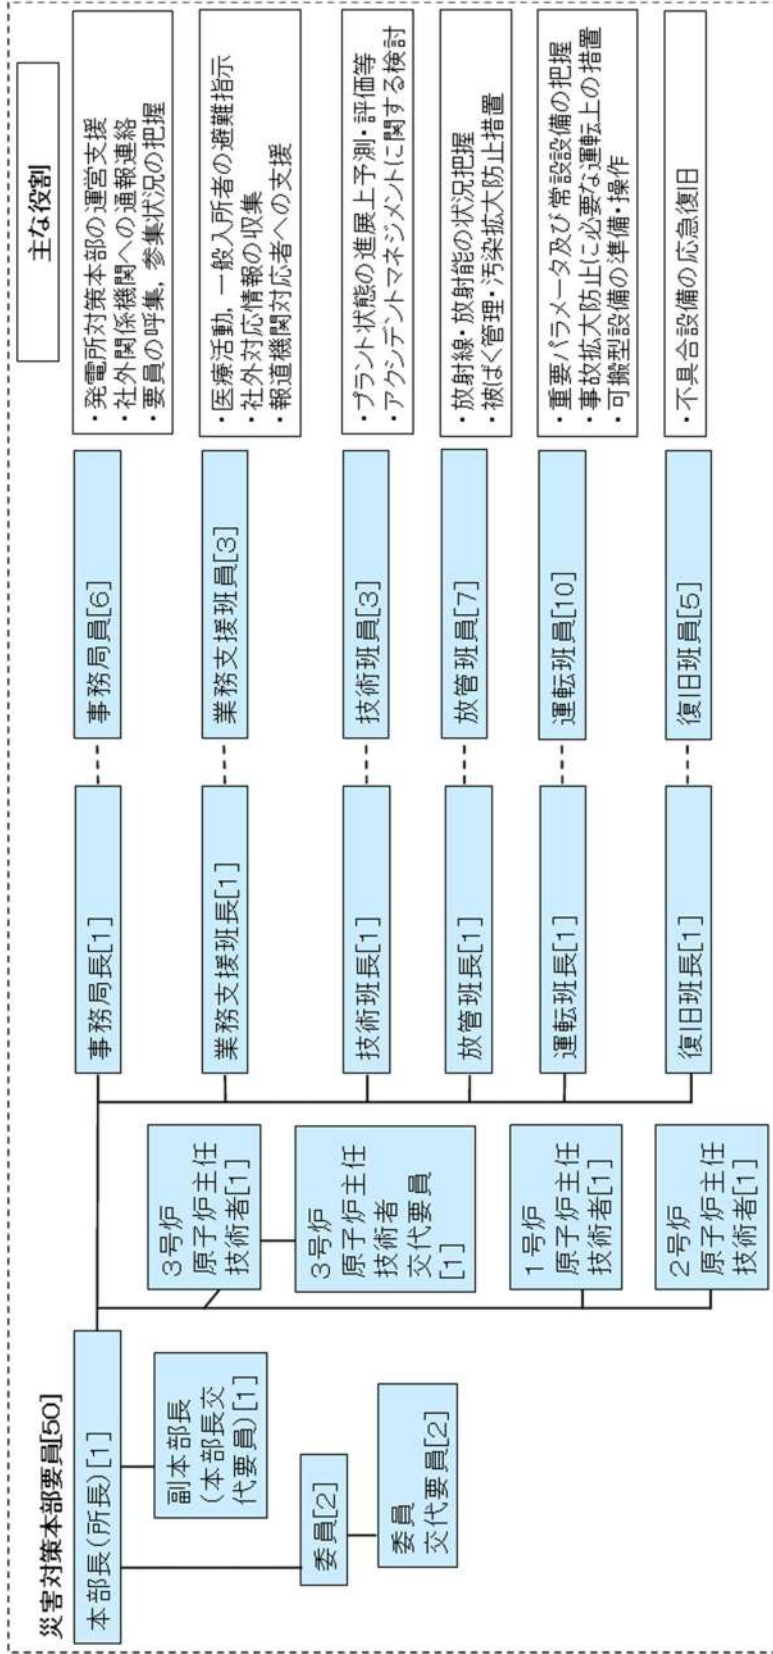 災害対策本部要員[50]
本部長(所長)[1]
副本部長
(本部長交
代要員)[1]
委員[2]
委員
交代要員[2]
3号炉
原子炉主任
技術者[1]
3号炉
原子炉主任
技術者
交代要員
[1]
1号炉
原子炉主任
技術者[1]
2号炉
原子炉主任
技術者[1]
主な役割
事務局長[1]
事務局員[6]
・発電所対策本部の運営支援
・社外関係機関への通報連絡
・要員の呼集，参集状況の把握
業務支援班長[1]
業務支援班員[3]
・医療活動，一般入所者の避難指示
・社外対応情報の収集
・報道機関対応者への支援
技術班長[1]
技術班員[3]
・プラント状態の進展上予測・評価等
・アクシデントマネジメントに関する検討
放管班長[1]
放管班員[7]
・放射線・放射能の状況把握
・被ばく管理・汚染拡大防止措置
運転班長[1]
運転班員[10]
・重要パラメータ及び常設設備の把握
・事故拡大防止に必要な運転上の措置
・可搬型設備の準備・操作
復旧班長[1]
復旧班員[5]
・不具合設備の応急復旧